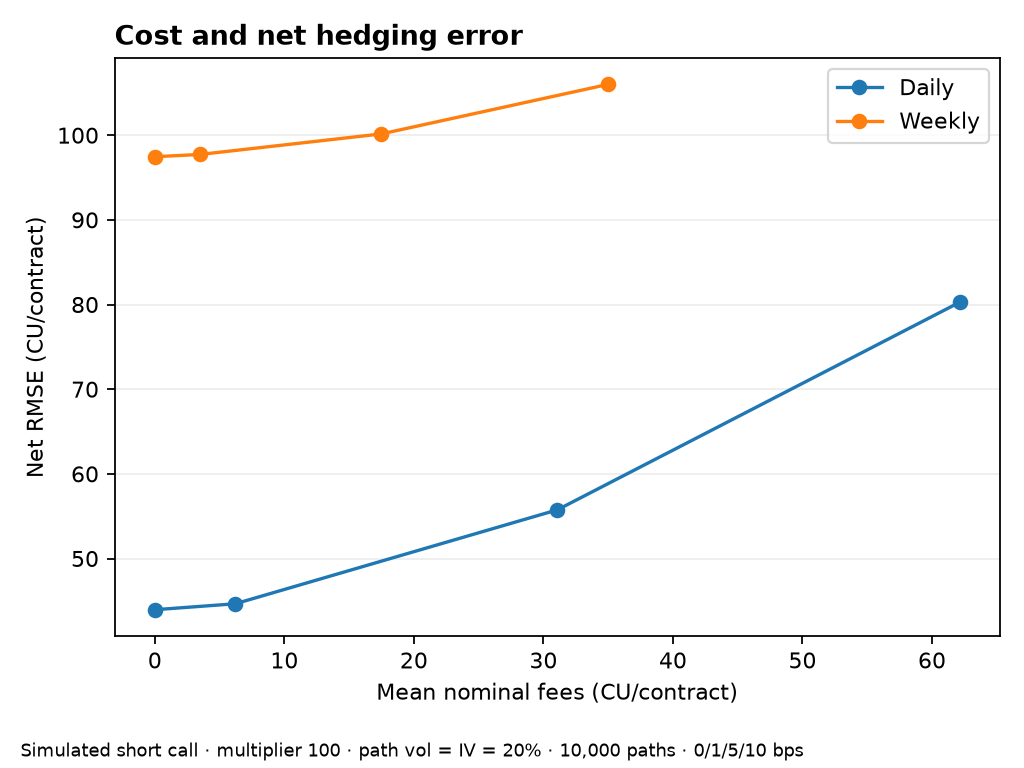 Cost and net hedging error
Daily
Weekly
Net RMSE (CU/contract)
100
90
80
70
60
50
0 10 20 30 40 50 60
Mean nominal fees (CU/contract)
Simulated short call · multiplier 100 · path vol = IV = 20% · 10,000 paths · 0/1/5/10 bps